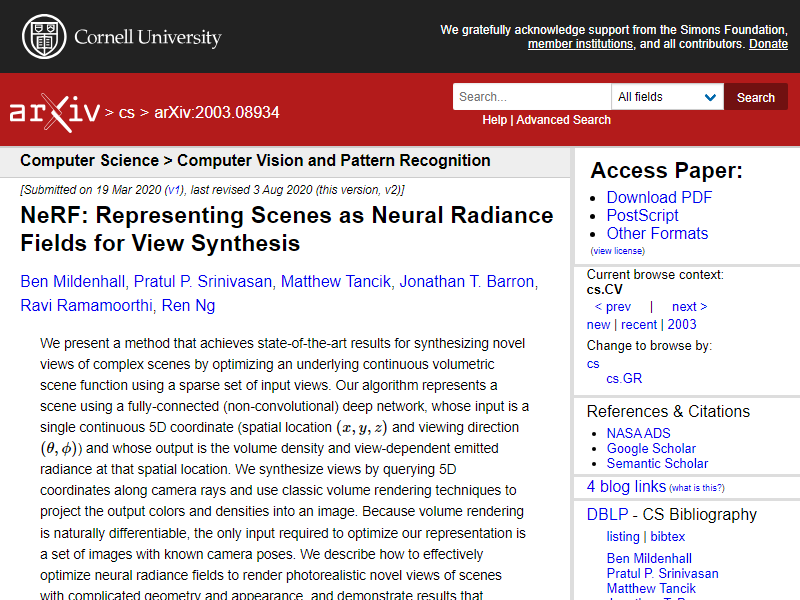 Cornell University
We gratefully acknowledge support from the Simons Foundation,
member institutions, and all contributors. Donate
arXiv > cs > arXiv:2003.08934
Search...
All fields
Search
Help | Advanced Search
Computer Science > Computer Vision and Pattern Recognition
[Submitted on 19 Mar 2020 (v1), last revised 3 Aug 2020 (this version, v2)]
NeRF: Representing Scenes as Neural Radiance
Fields for View Synthesis
Ben Mildenhall, Pratul P. Srinivasan, Matthew Tancik, Jonathan T. Barron,
Ravi Ramamoorthi, Ren Ng
We present a method that achieves state-of-the-art results for synthesizing novel
views of complex scenes by optimizing an underlying continuous volumetric
scene function using a sparse set of input views. Our algorithm represents a
scene using a fully-connected (non-convolutional) deep network, whose input is a
single continuous 5D coordinate (spatial location (x, y, z) and viewing direction
(θ, ϕ)) and whose output is the volume density and view-dependent emitted
radiance at that spatial location. We synthesize views by querying 5D
coordinates along camera rays and use classic volume rendering techniques to
project the output colors and densities into an image. Because volume rendering
is naturally differentiable, the only input required to optimize our representation is
a set of images with known camera poses. We describe how to effectively
optimize neural radiance fields to render photorealistic novel views of scenes
with complicated geometry and appearance, and demonstrate results that
Access Paper:
Download PDF
PostScript
Other Formats
(view license)
Current browse context:
cs.CV
< prev | next >
new | recent | 2003
Change to browse by:
cs
cs.GR
References & Citations
NASA ADS
Google Scholar
Semantic Scholar
4 blog links (what is this?)
DBLP - CS Bibliography
listing | bibtex
Ben Mildenhall
Pratul P. Srinivasan
Matthew Tancik